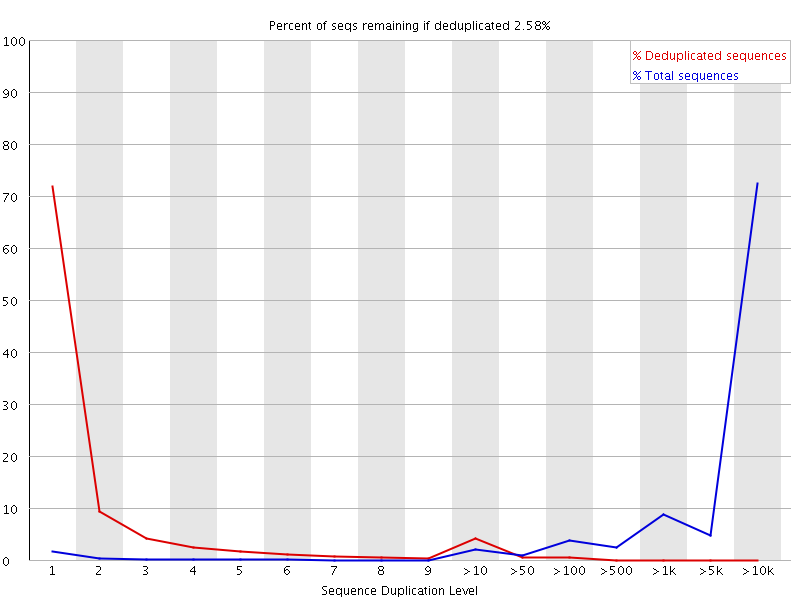 Percent of seqs remaining if deduplicated 2.58%
% Deduplicated sequences
% Total sequences
100
90
80
70
60
50
40
30
20
10
0
1 2 3 4 5 6 7 8 9 >10 >50 >100 >500 >1k >5k >10k
Sequence Duplication Level